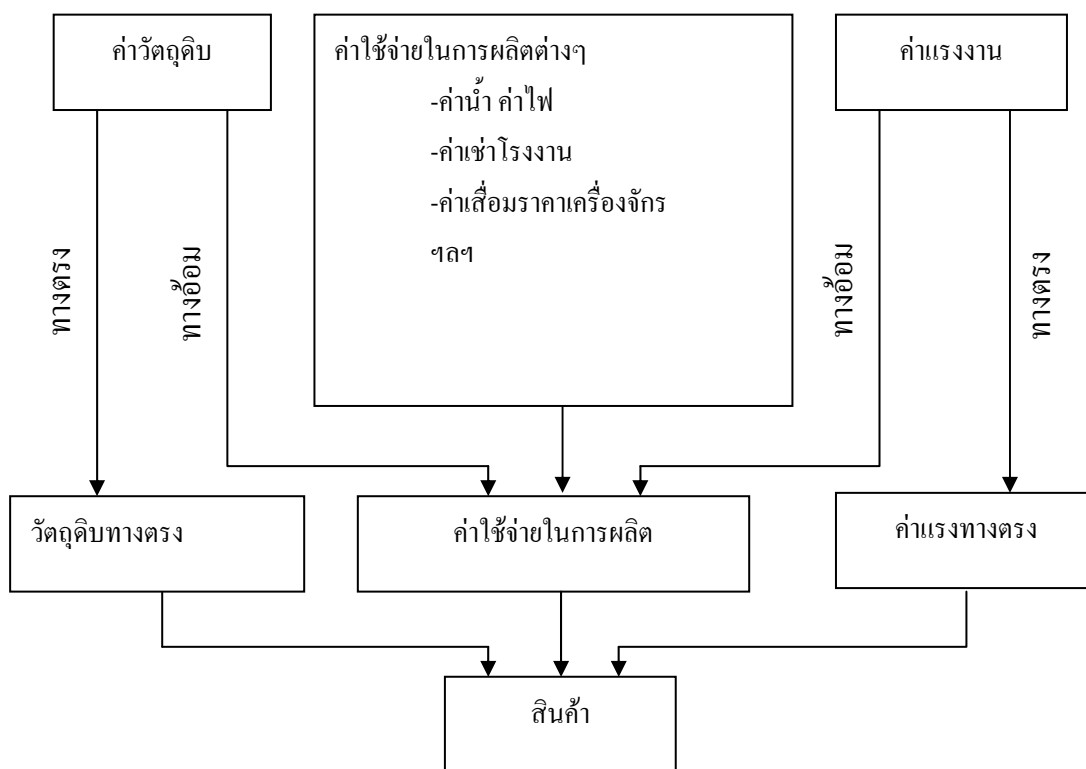 ค่าวัตถุดิบ
ค่าใช้จ่ายในการผลิตต่างๆ
-ค่าน้ำ ค่าไฟ
-ค่าเช่าโรงงาน
-ค่าเสื่อมราคาเครื่องจักร
ฯลฯ
ค่าแรงงาน
ทางตรง
ทางอ้อม
ทางอ้อม
ทางตรง
วัตถุดิบทางตรง
ค่าใช้จ่ายในการผลิต
ค่าแรงทางตรง
สินค้า